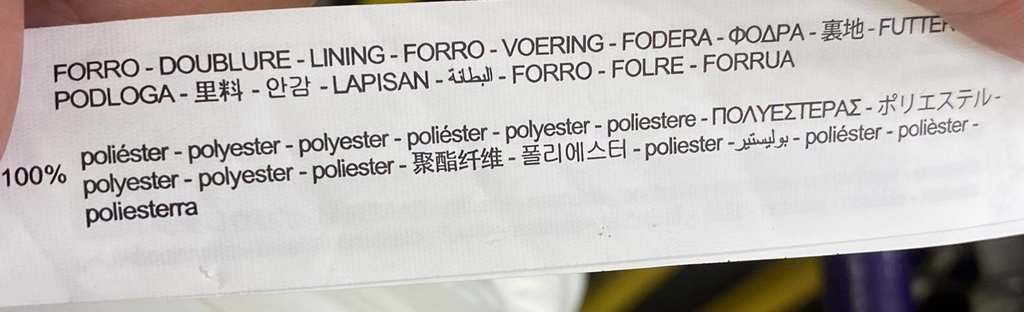 FORRO - DOUBLURE - LINING - FORRO - VOERING - FODERA - ΦΟΔΡΑ - 裏地 - FUTTER
PODLOGA - 里料 - 안감 - LAPISAN - البطانة - FORRO - FOLRE - FORRUA
100% poliéster - polyester - polyester - poliéster - polyester - poliestere - ΠΟΛΥΕΣΤΕΡΑΣ - ポリエステル -
polyester - polyester - poliester - 聚酯纤维 - 폴리에스터 - poliester - بوليستير - poliéster - polièster -
poliesterra